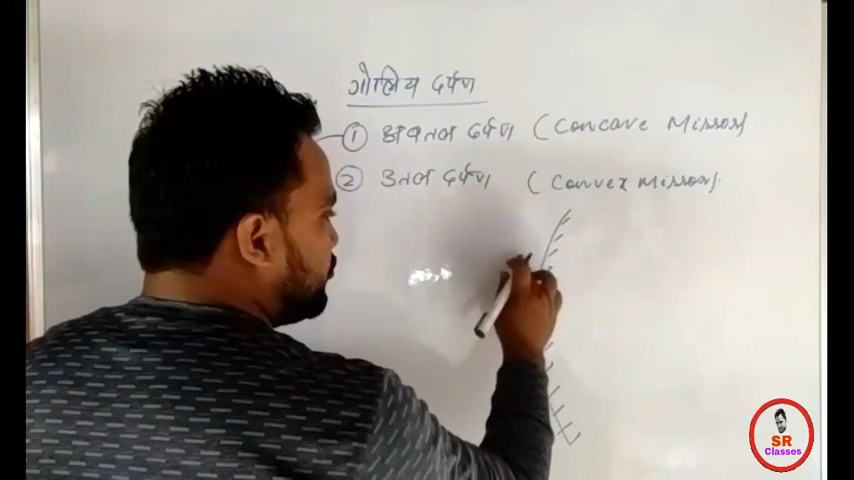 गोलिय दर्पण
① अवतल दर्पण (Concave Mirror)
② उतल दर्पण (Convex Mirror)
SR
Classes